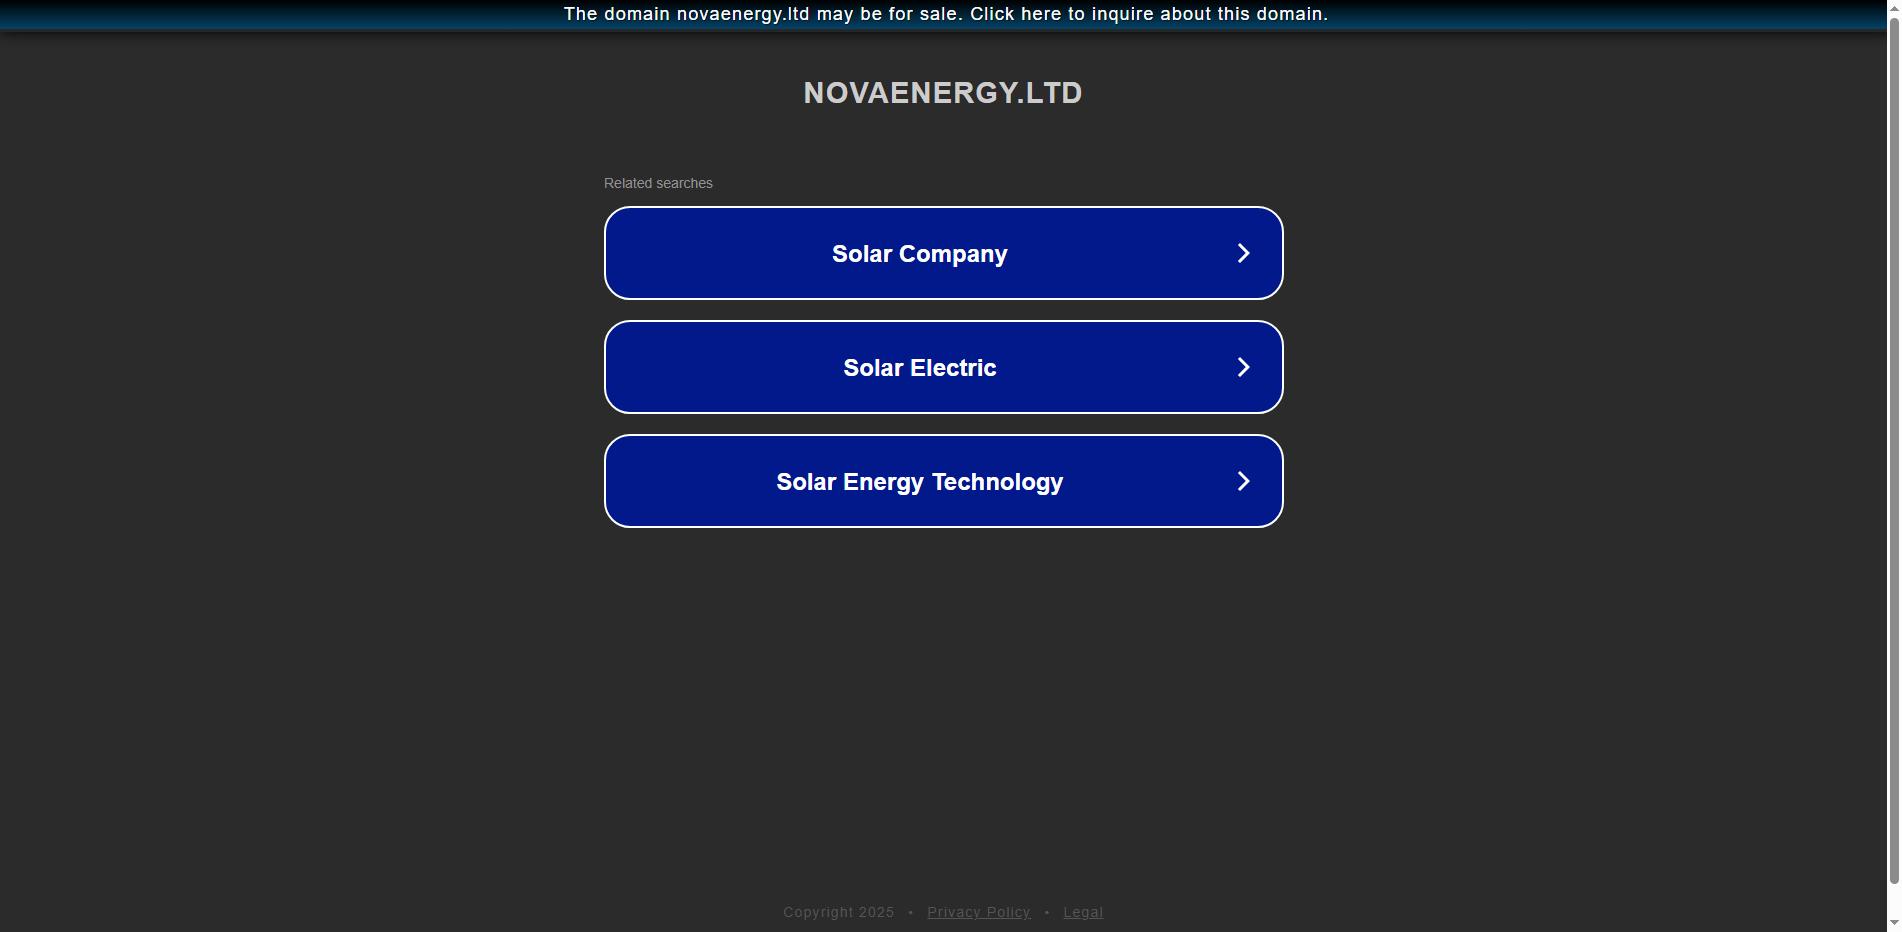 The domain novaenergy.ltd may be for sale. Click here to inquire about this domain.
NOVAENERGY.LTD
Related searches
Solar Company
Solar Electric
Solar Energy Technology
Copyright 2025 • Privacy Policy • Legal